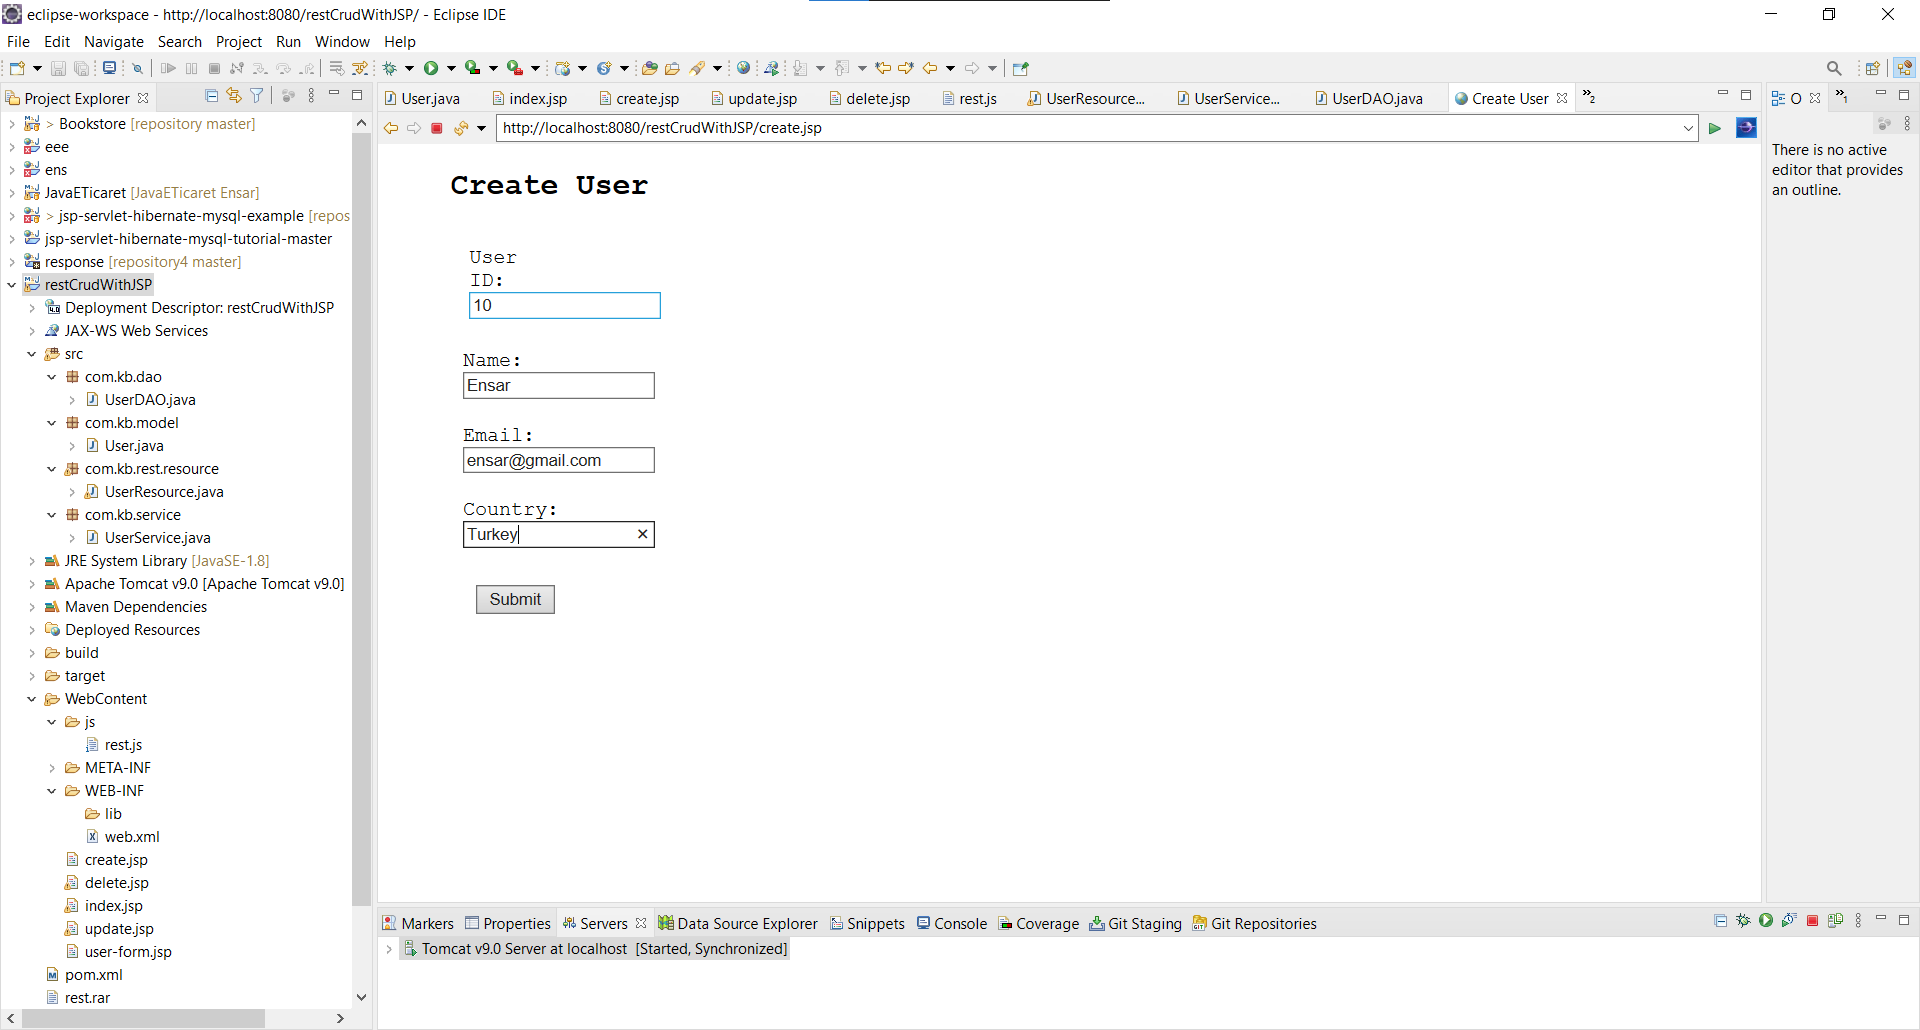 eclipse-workspace - http://localhost:8080/restCrudWithJSP/ - Eclipse IDE
File Edit Navigate Search Project Run Window Help
Project Explorer
> Bookstore [repository master]
eee
ens
JavaETicaret [JavaETicaret Ensar]
> jsp-servlet-hibernate-mysql-example [repos
jsp-servlet-hibernate-mysql-tutorial-master
response [repository4 master]
restCrudWithJSP
Deployment Descriptor: restCrudWithJSP
JAX-WS Web Services
src
com.kb.dao
UserDAO.java
com.kb.model
User.java
com.kb.rest.resource
UserResource.java
com.kb.service
UserService.java
JRE System Library [JavaSE-1.8]
Apache Tomcat v9.0 [Apache Tomcat v9.0]
Maven Dependencies
Deployed Resources
build
target
WebContent
js
rest.js
META-INF
WEB-INF
lib
web.xml
create.jsp
delete.jsp
index.jsp
update.jsp
user-form.jsp
pom.xml
rest.rar
User.java index.jsp create.jsp update.jsp delete.jsp rest.js UserResource... UserService... UserDAO.java Create User »2
http://localhost:8080/restCrudWithJSP/create.jsp
Create User
User
ID:
10
Name:
Ensar
Email:
ensar@gmail.com
Country:
Turkey
Submit
O »1
There is no active
editor that provides
an outline.
Markers Properties Servers Data Source Explorer Snippets Console Coverage Git Staging Git Repositories
Tomcat v9.0 Server at localhost [Started, Synchronized]